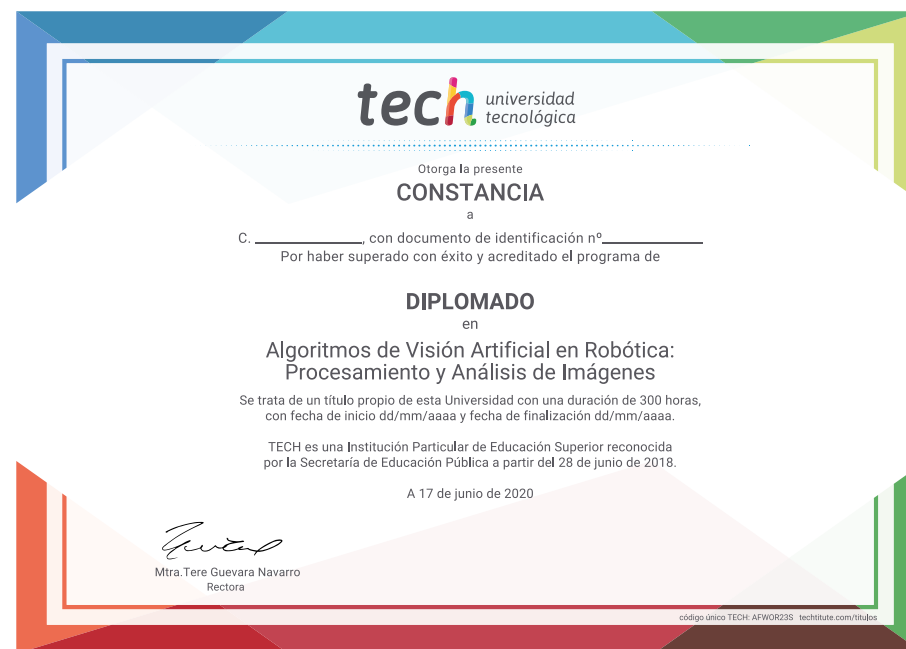 tech universidad
tecnológica
Otorga la presente
CONSTANCIA
a
C. ____________, con documento de identificación nº____________
Por haber superado con éxito y acreditado el programa de
DIPLOMADO
en
Algoritmos de Visión Artificial en Robótica:
Procesamiento y Análisis de Imágenes
Se trata de un título propio de esta Universidad con una duración de 300 horas,
con fecha de inicio dd/mm/aaaa y fecha de finalización dd/mm/aaaa.
TECH es una Institución Particular de Educación Superior reconocida
por la Secretaría de Educación Pública a partir del 28 de junio de 2018.
A 17 de junio de 2020
Mtra.Tere Guevara Navarro
Rectora
código único TECH: AFWOR23S techtitute.com/titulos